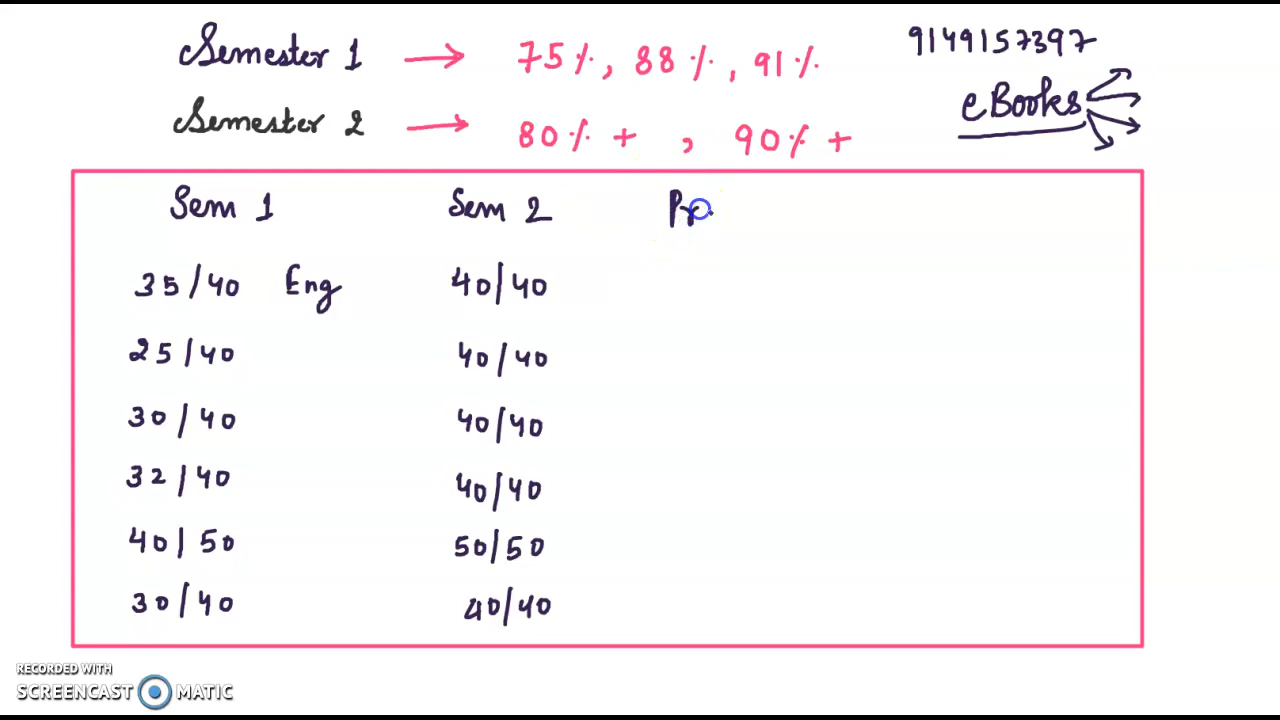 Semester 1 → 75%, 88%, 91%
9149157397
eBooks
Semester 2 → 80% + , 90% +
Sem 1 Sem 2 Pr
35/40 Eng 40/40
25/40 40/40
30/40 40/40
32/40 40/40
40/50 50/50
30/40 40/40
RECORDED WITH
SCREENCAST MATIC